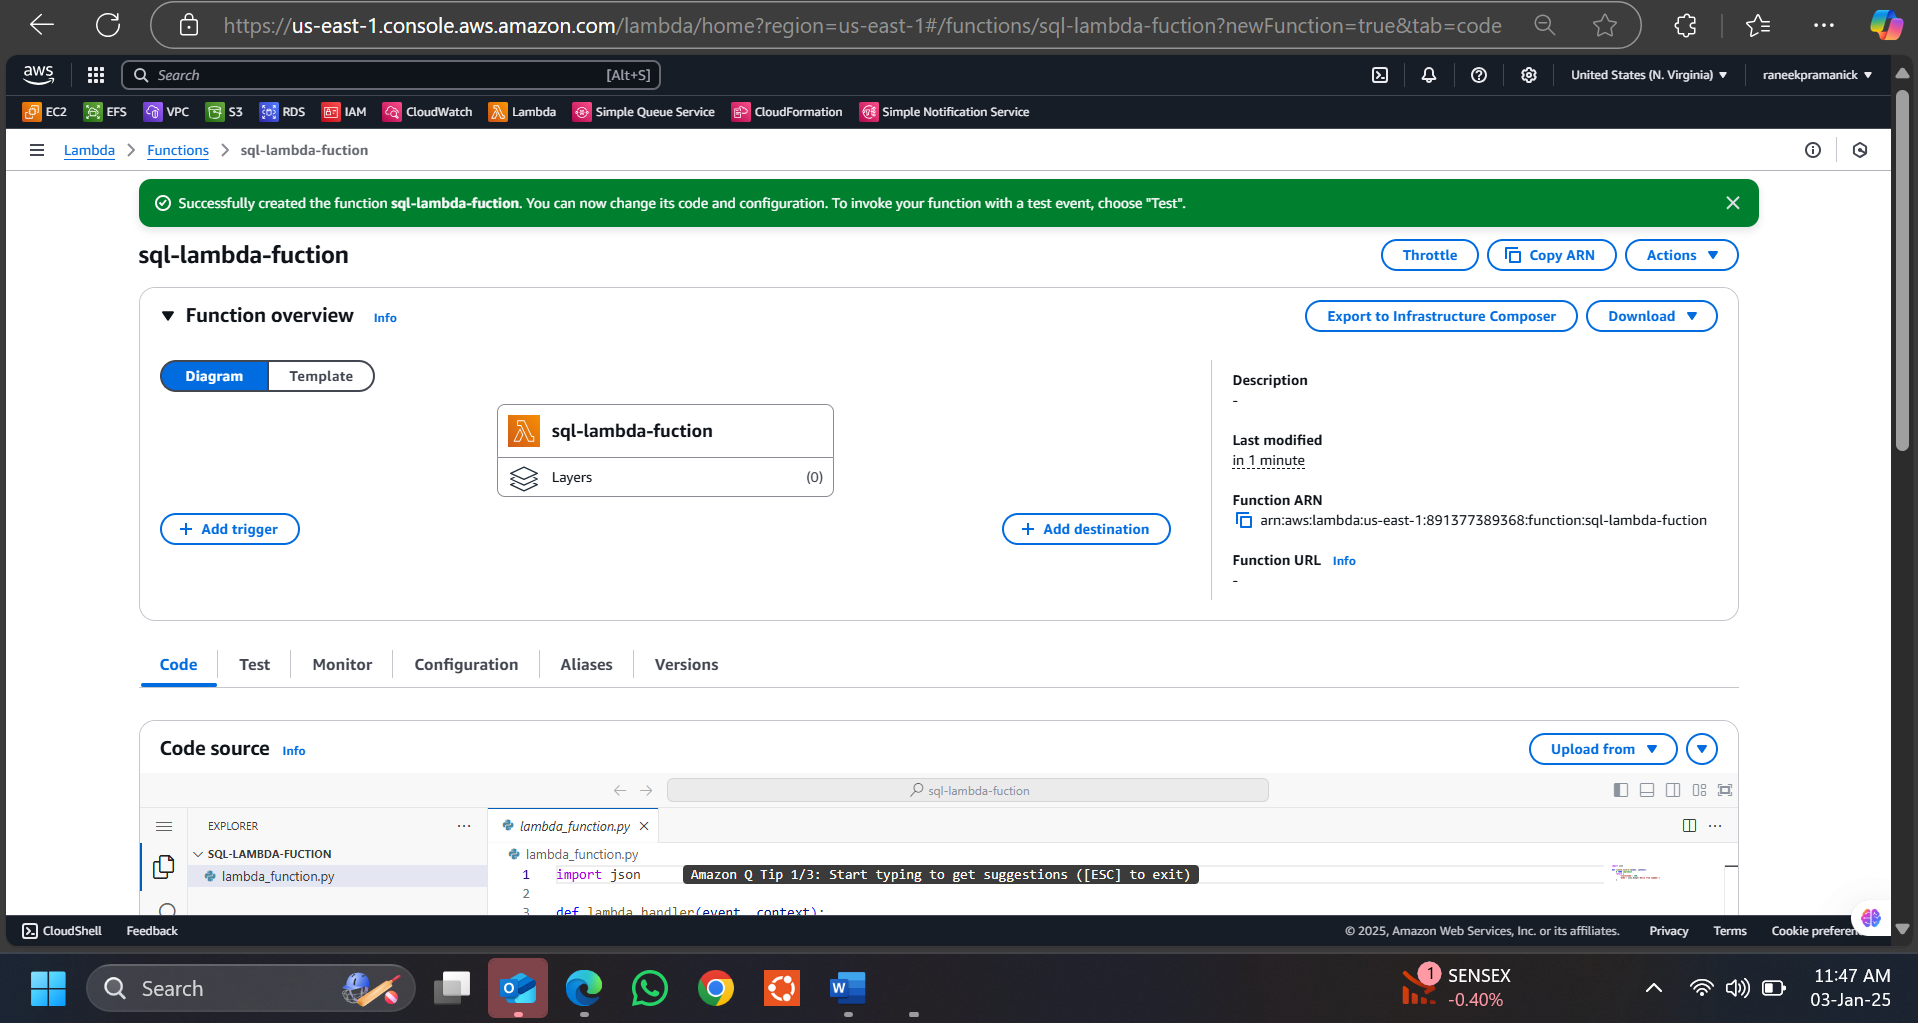 https://us-east-1.console.aws.amazon.com/lambda/home?region=us-east-1#/functions/sql-lambda-fuction?newFunction=true&tab=code
aws Search [Alt+S] United States (N. Virginia) raneekpramanick
EC2 EFS VPC S3 RDS IAM CloudWatch Lambda Simple Queue Service CloudFormation Simple Notification Service
Lambda Functions sql-lambda-fuction
Successfully created the function sql-lambda-fuction. You can now change its code and configuration. To invoke your function with a test event, choose "Test".
sql-lambda-fuction
Throttle Copy ARN Actions
Function overview Info
Export to Infrastructure Composer Download
Diagram Template
sql-lambda-fuction
Layers (0)
Add trigger
Add destination
Description
-
Last modified
in 1 minute
Function ARN
arn:aws:lambda:us-east-1:891377389368:function:sql-lambda-fuction
Function URL Info
-
Code Test Monitor Configuration Aliases Versions
Code source Info
Upload from
sql-lambda-fuction
EXPLORER
SQL-LAMBDA-FUCTION
lambda_function.py
lambda_function.py
lambda_function.py
1 import json Amazon Q Tip 1/3: Start typing to get suggestions ([ESC] to exit)
2
3 def lambda_handler(event, context):
CloudShell Feedback © 2025, Amazon Web Services, Inc. or its affiliates. Privacy Terms Cookie preferen
Search
1 SENSEX
-0.40%
11:47 AM
03-Jan-25